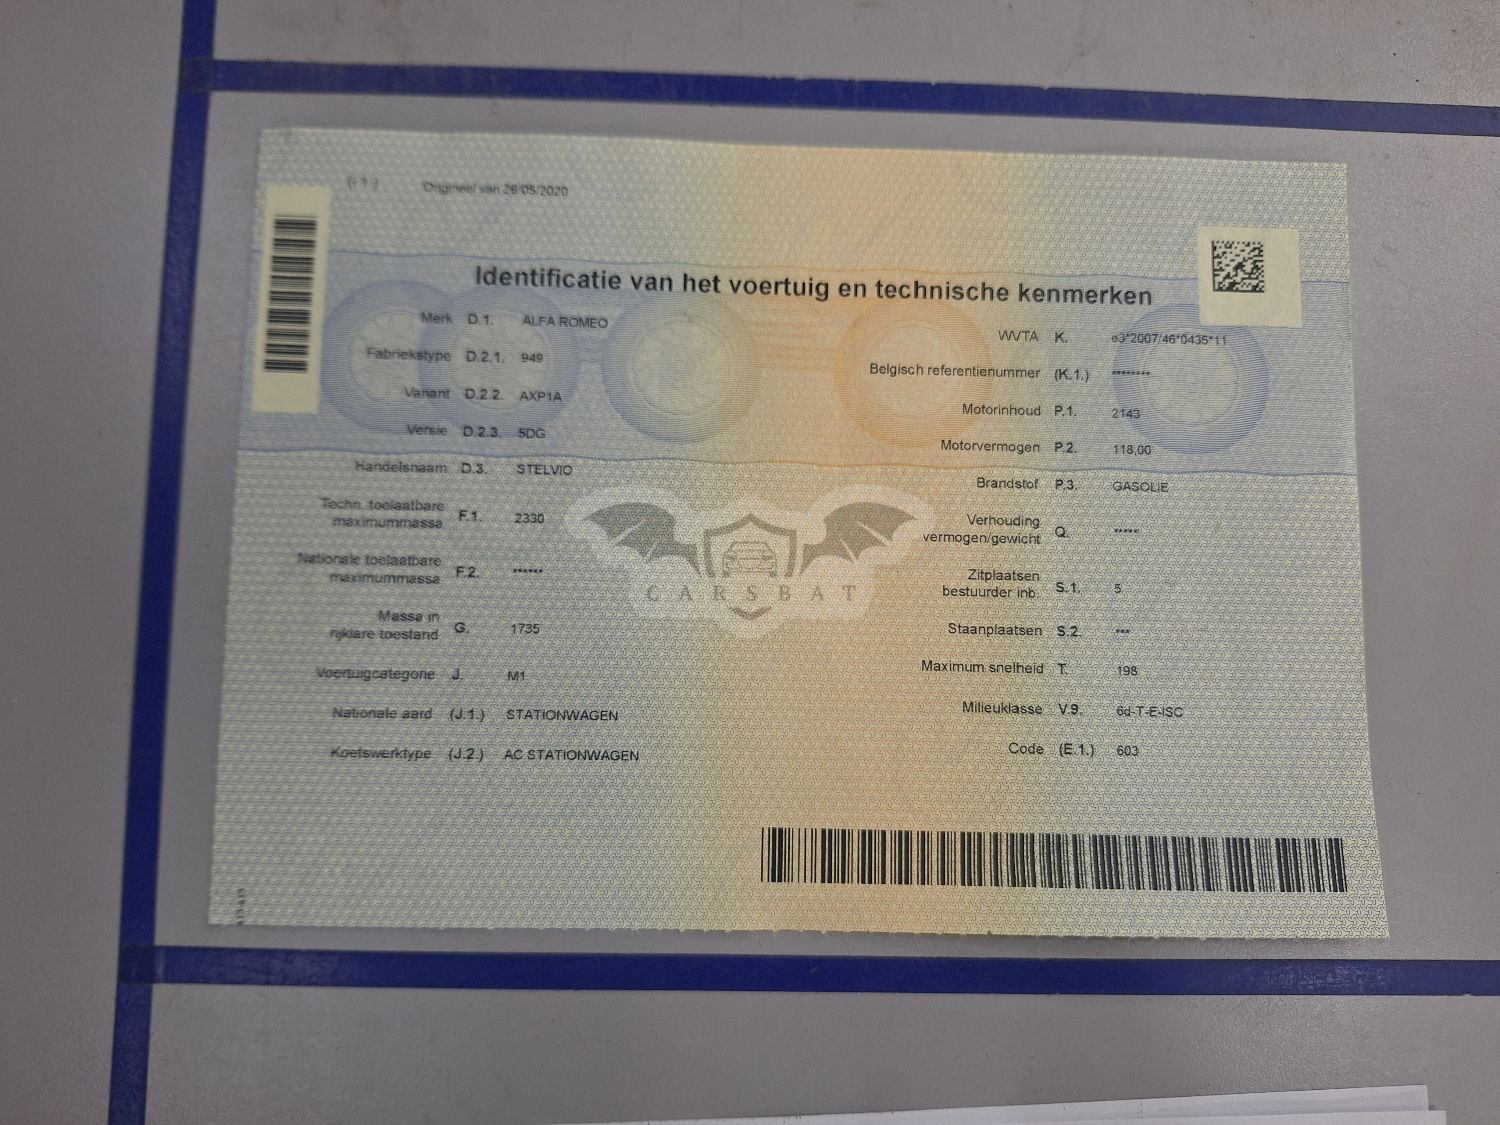 Origineel van 26/05/2020
Identificatie van het voertuig en technische kenmerken
Merk D.1. ALFA ROMEO
Fabriekstype D.2.1. 949
Variant D.2.2. AXP1A
Versie D.2.3. 5DG
Handelsnaam D.3. STELVIO
Techn. toelaatbare
maximummassa F.1. 2330
Nationale toelaatbare
maximummassa F.2. ******
Massa in
rijklare toestand G. 1735
Voertuigcategorie J. M1
Nationale aard (J.1.) STATIONWAGEN
Koetswerktype (J.2.) AC STATIONWAGEN
WVTA K. e3*2007/46*0435*11
Belgisch referentienummer (K.1.) ********
Motorinhoud P.1. 2143
Motorvermogen P.2. 118,00
Brandstof P.3. GASOLIE
Verhouding
vermogen/gewicht Q. *****
Zitplaatsen
bestuurder inb. S.1. 5
Staanplaatsen S.2. ***
Maximum snelheid T. 198
Milieuklasse V.9. 6d-T-E-ISC
Code (E.1.) 603
CARSBAT